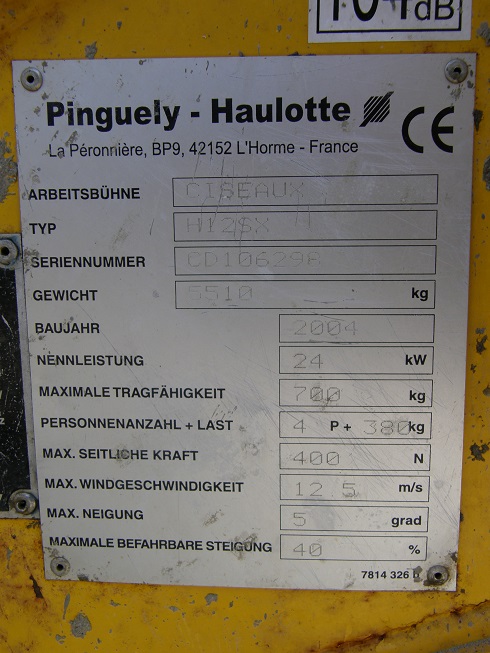 dB
Pinguely - Haulotte CE
La Péronnière, BP9, 42152 L'Horme - France
ARBEITSBÜHNE CISEAUX
TYP H12SX
SERIENNUMMER CD106298
GEWICHT 5510 kg
BAUJAHR 2004
NENNLEISTUNG 24 kW
MAXIMALE TRAGFÄHIGKEIT 700 kg
PERSONNENANZAHL + LAST 4 P + 380 kg
MAX. SEITLICHE KRAFT 400 N
MAX. WINDGESCHWINDIGKEIT 12 5 m/s
MAX. NEIGUNG 5 grad
MAXIMALE BEFAHRBARE STEIGUNG 40 %
7814 326